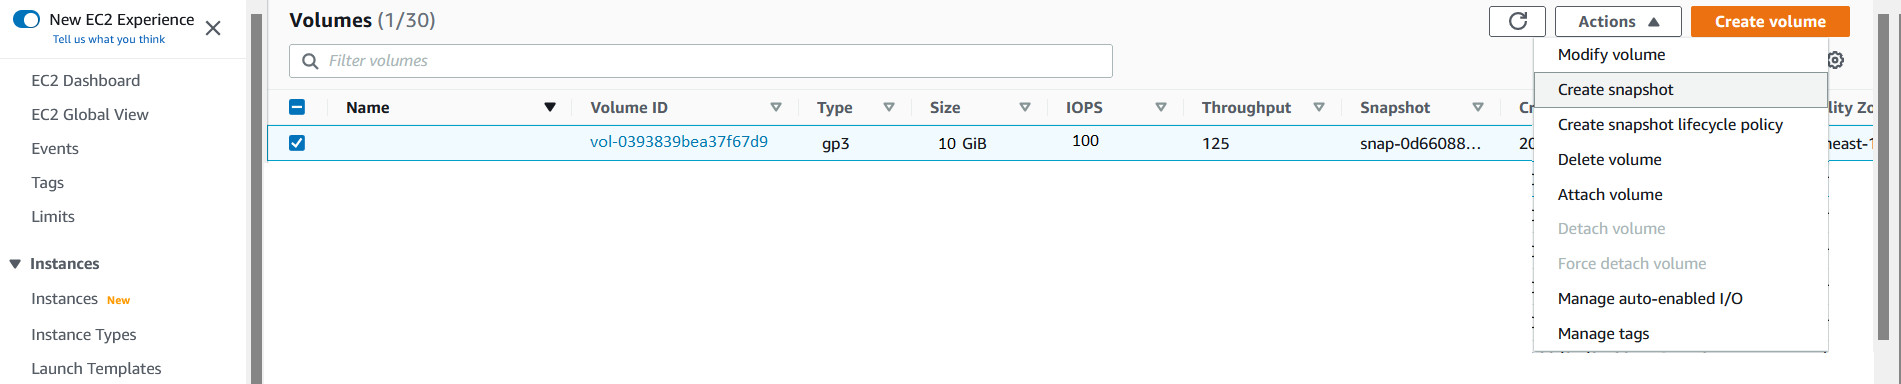 New EC2 Experience
Tell us what you think
EC2 Dashboard
EC2 Global View
Events
Tags
Limits
Instances
Instances New
Instance Types
Launch Templates
Volumes (1/30)
Actions
Create volume
Filter volumes
Name Volume ID Type Size IOPS Throughput Snapshot Cr lity Zo
vol-0393839bea37f67d9 gp3 10 GiB 100 125 snap-0d66088... 20 neast-1
Modify volume
Create snapshot
Create snapshot lifecycle policy
Delete volume
Attach volume
Detach volume
Force detach volume
Manage auto-enabled I/O
Manage tags